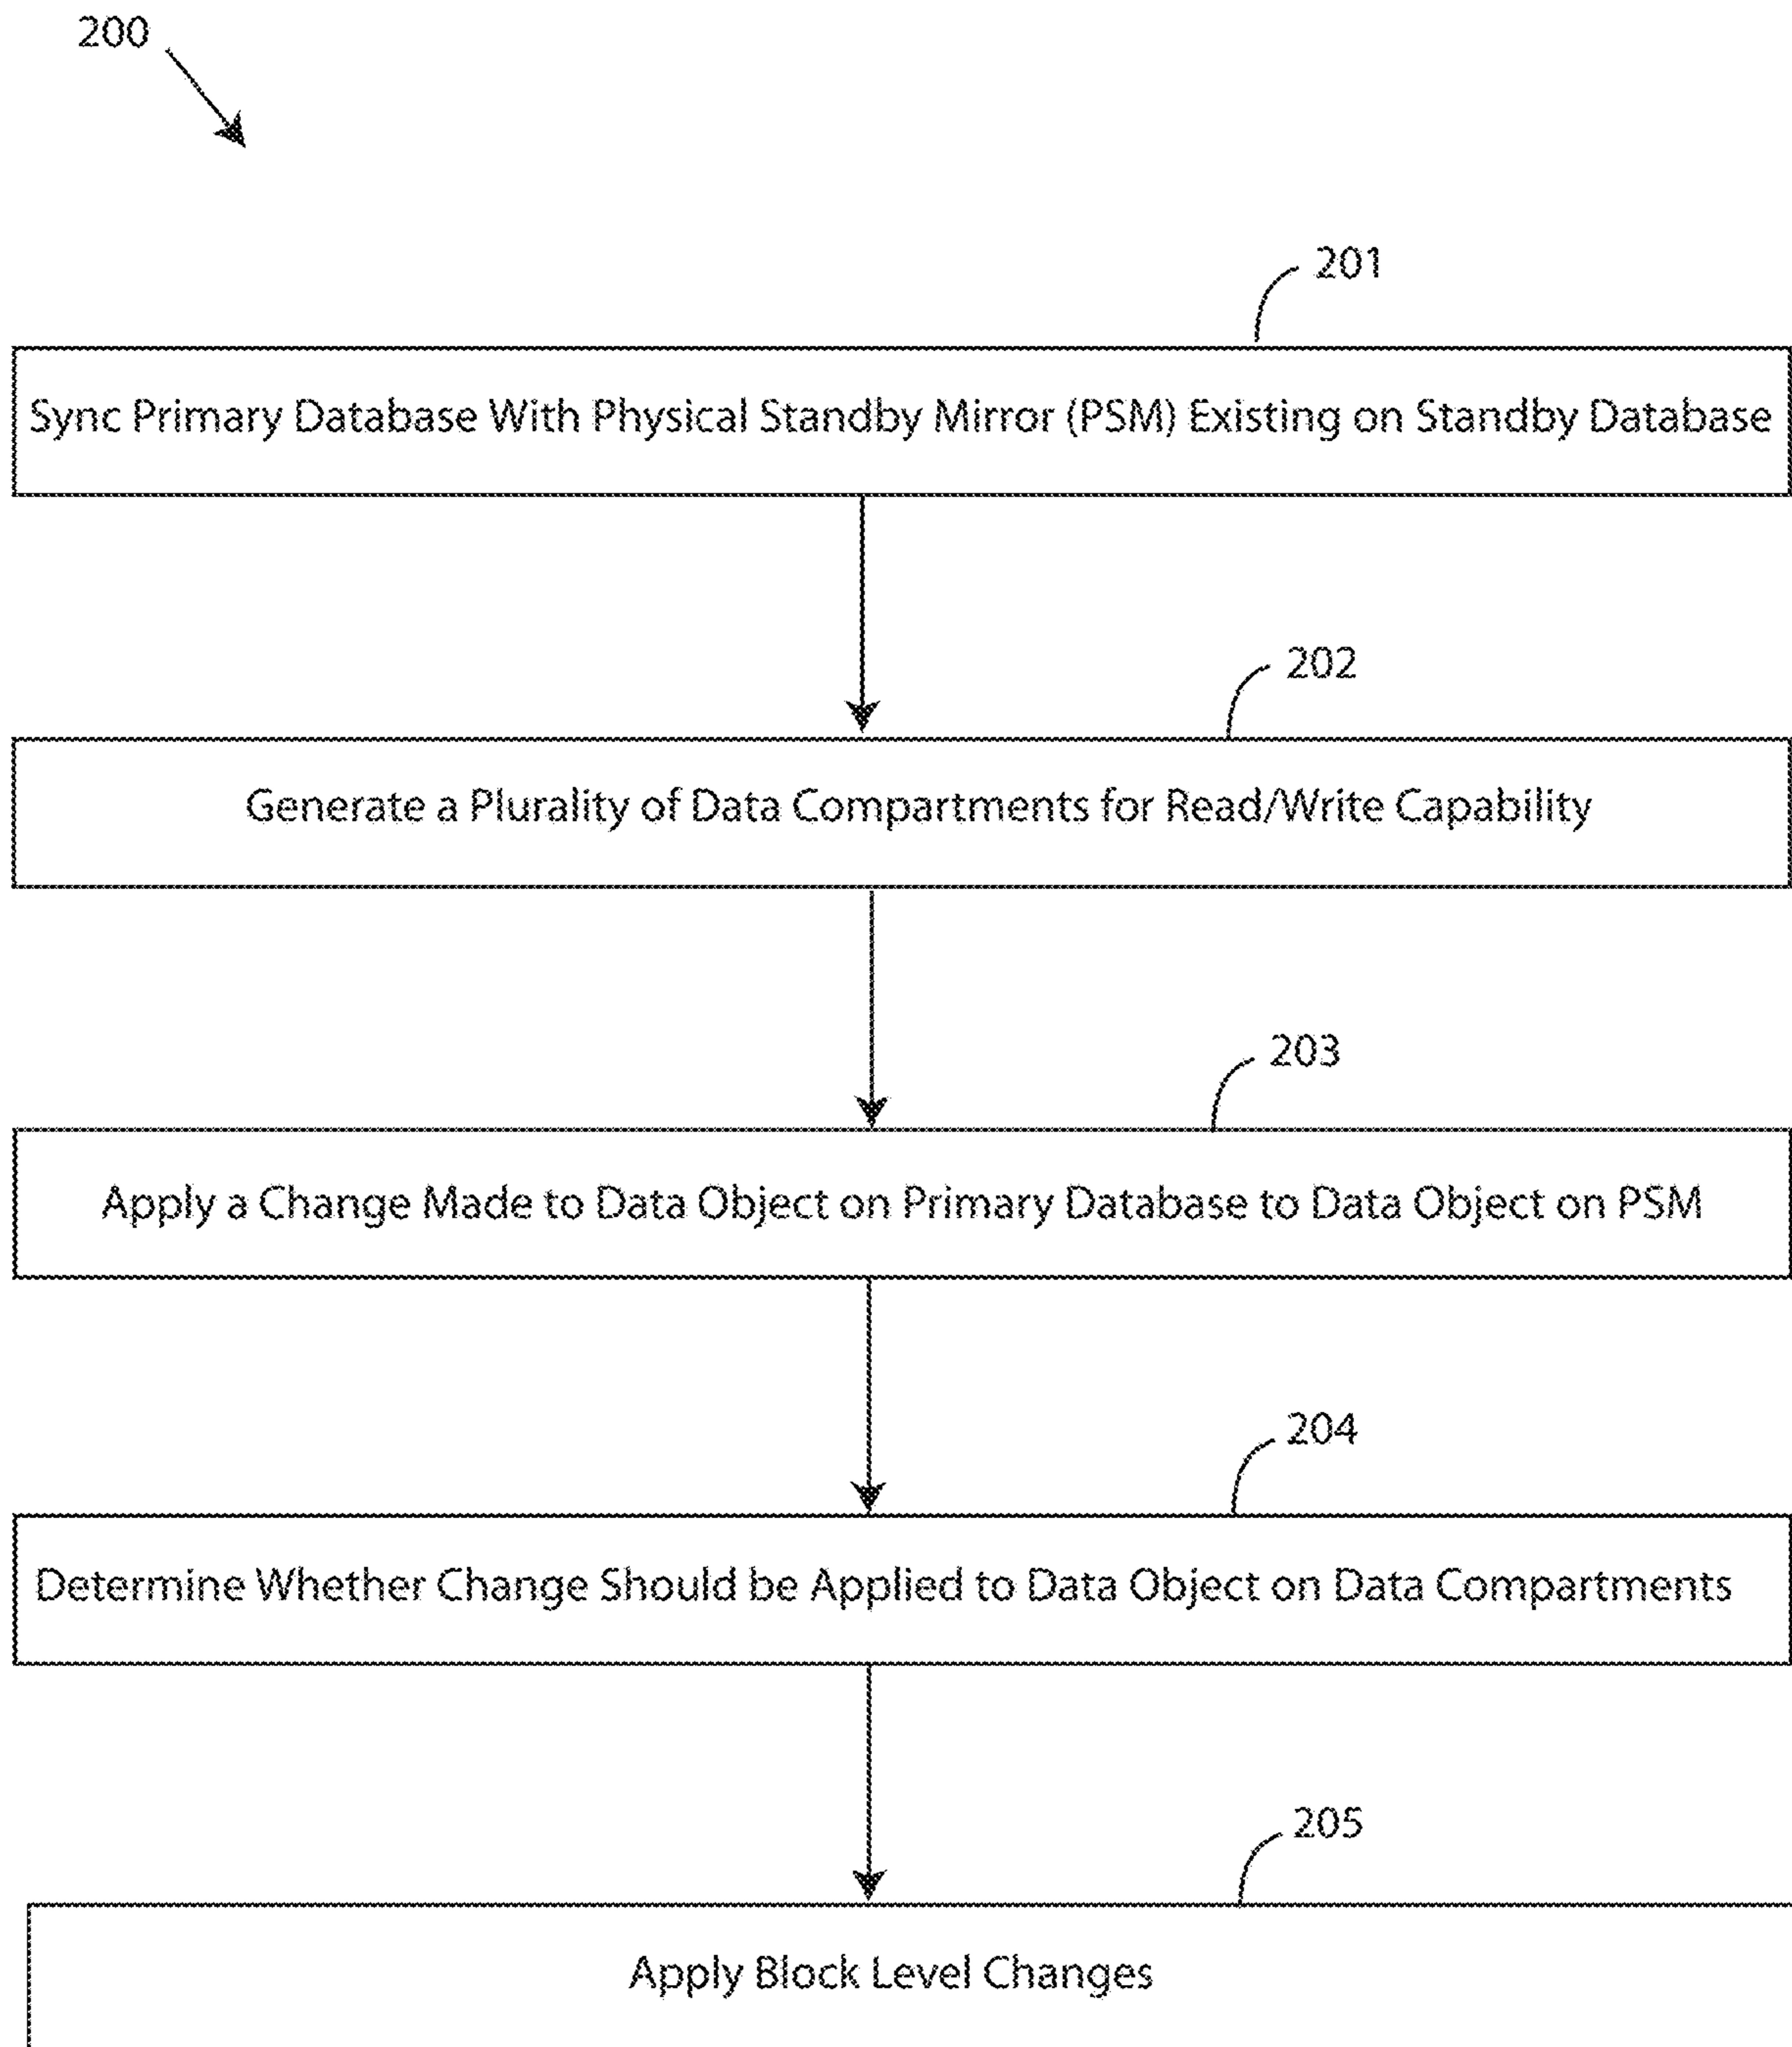 200
201
Sync Primary Database With Physical Standby Mirror (PSM) Existing on Standby Database
202
Generate a Plurality of Data Compartments for Read/Write Capability
203
Apply a Change Made to Data Object on Primary Database to Data Object on PSM
204
Determine Whether Change Should be Applied to Data Object on Data Compartments
205
Apply Block Level Changes